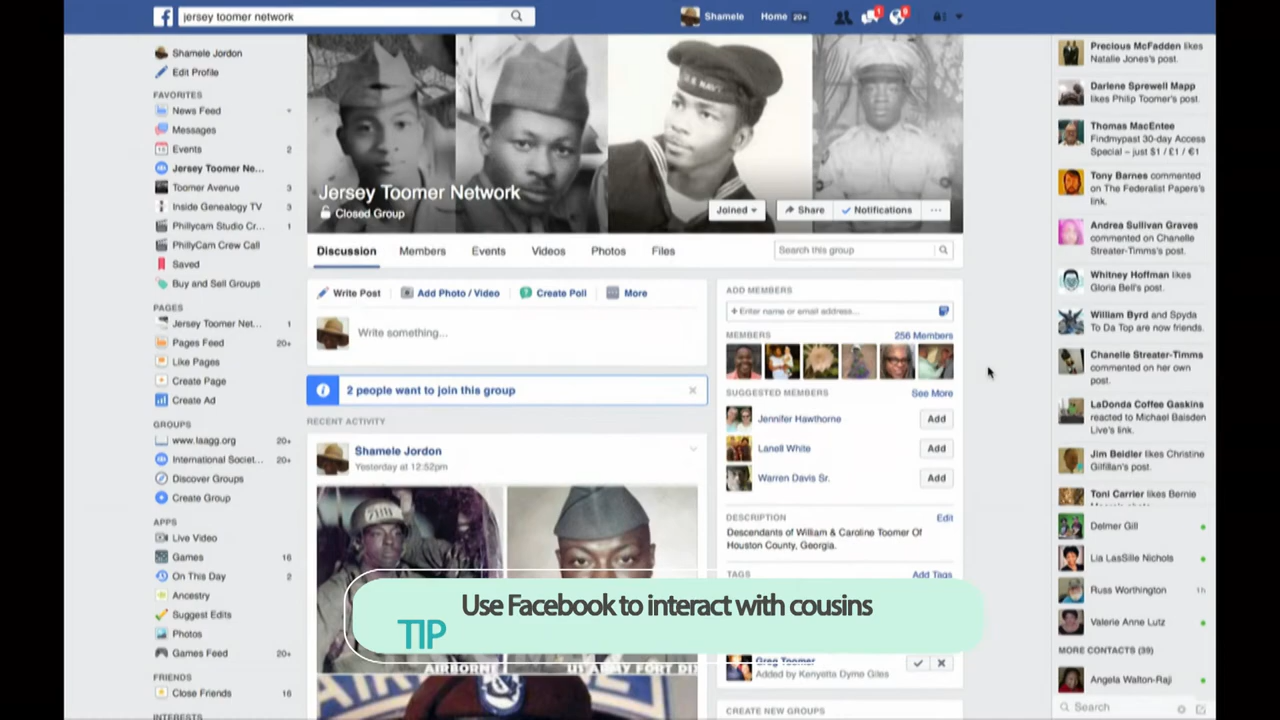 jersey toomer network
Shamele
Home 20+
1
Shamele Jordon
Edit Profile
FAVORITES
News Feed
Messages
Events 2
Jersey Toomer Ne...
Toomer Avenue 3
Inside Genealogy TV 3
Phillycam Studio Cr... 1
PhillyCam Crew Call
Saved
Buy and Sell Groups
PAGES
Jersey Toomer Net... 1
Pages Feed 20+
Like Pages
Create Page
Create Ad
GROUPS
www.laagg.org 20+
International Societ... 20+
Discover Groups
Create Group
APPS
Live Video
Games 16
On This Day 2
Ancestry
Suggest Edits
Photos
Games Feed 20+
FRIENDS
Close Friends 16
INTERESTS
U.S. NAVY
Jersey Toomer Network
Closed Group
Joined
Share
Notifications
Discussion
Members
Events
Videos
Photos
Files
Search this group
Write Post
Add Photo / Video
Create Poll
More
Write something...
2 people want to join this group
RECENT ACTIVITY
Shamele Jordon
Yesterday at 12:52pm
AIRBORNE
US ARMY FORT DIX
ADD MEMBERS
+ Enter name or email address...
MEMBERS
256 Members
SUGGESTED MEMBERS
See More
Jennifer Hawthorne Add
Lanell White Add
Warren Davis Sr. Add
DESCRIPTION
Edit
Descendants of William & Caroline Toomer Of
Houston County, Georgia.
TAGS
Add Tags
Greg Toomer
Added by Kenyetta Dyme Giles
CREATE NEW GROUPS
Use Facebook to interact with cousins
TIP
Precious McFadden likes
Natalie Jones's post.
Darlene Sprewell Mapp
likes Philip Toomer's post.
Thomas MacEntee
Findmypast 30-day Access
Special – just $1 / £1 / €1
Tony Barnes commented
on The Federalist Papers's
link.
Andrea Sullivan Graves
commented on Chanelle
Streater-Timms's post.
Whitney Hoffman likes
Gloria Bell's post.
William Byrd and Spyda
To Da Top are now friends.
Chanelle Streater-Timms
commented on her own
post.
LaDonda Coffee Gaskins
reacted to Michael Baisden
Live's link.
Jim Beidler likes Christine
Gilfillan's post.
Toni Carrier likes Bernie
Delmer Gill
Lia LasSille Nichols
Russ Worthington 1h
Valerie Anne Lutz
MORE CONTACTS (39)
Angela Walton-Raji
Search